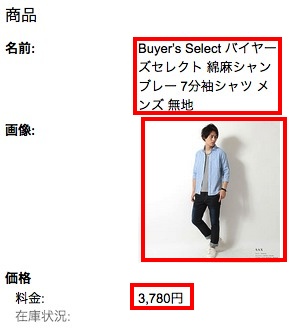 商品
名前:
Buyer's Select バイヤー
ズセレクト 綿麻シャン
ブレー 7分袖シャツ メ
ンズ 無地
画像:
価格
料金:
3,780円
在庫状況: